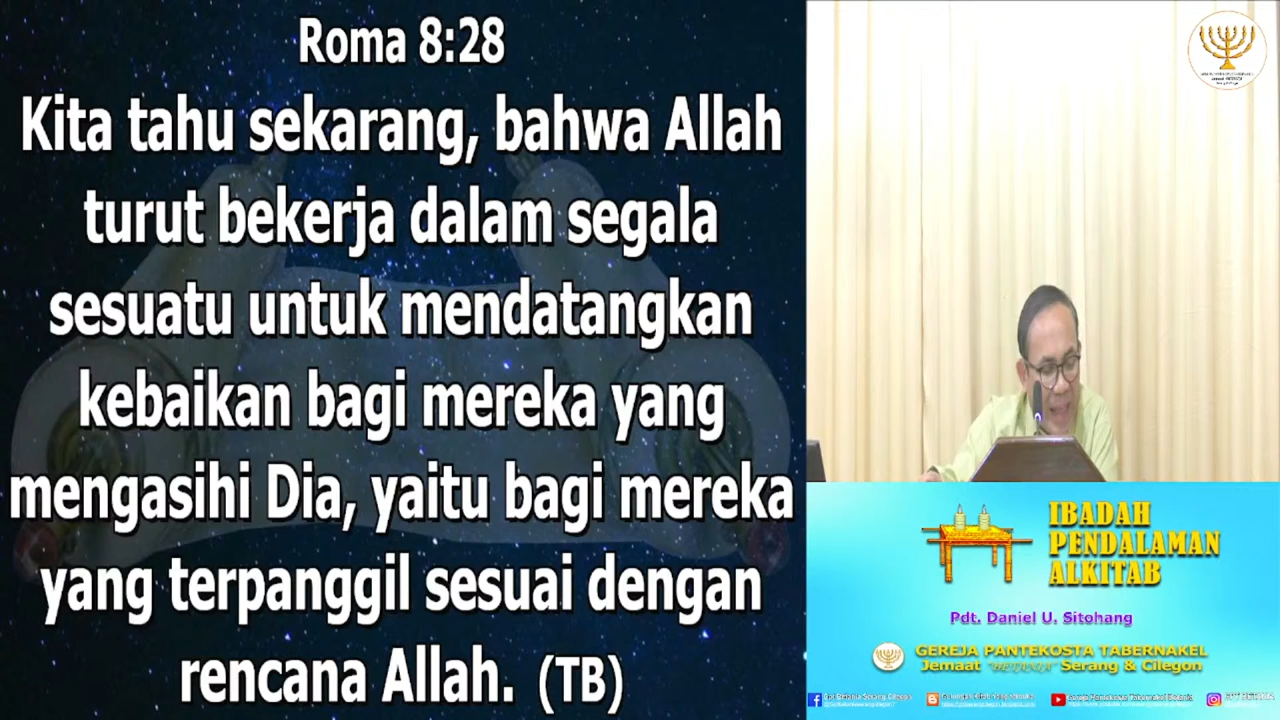 Roma 8:28
Kita tahu sekarang, bahwa Allah
turut bekerja dalam segala
sesuatu untuk mendatangkan
kebaikan bagi mereka yang
mengasihi Dia, yaitu bagi mereka
yang terpanggil sesuai dengan
rencana Allah. (TB)
IBADAH
PENDALAMAN
ALKITAB
Pdt. Daniel U. Sitohang
GEREJA PANTEKOSTA TABERNAKEL
Jemaat "BETANIA" Serang & Cilegon